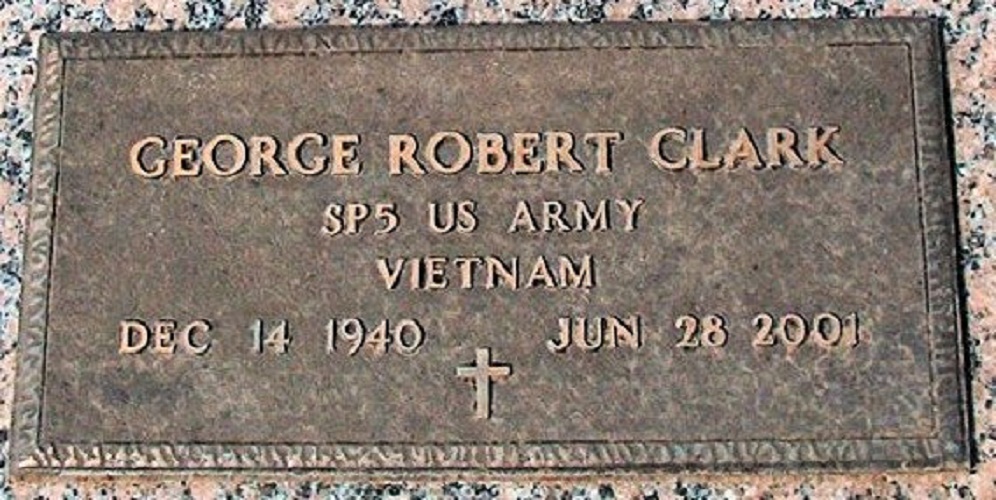 GEORGE ROBERT CLARK
SP5 US ARMY
VIETNAM
DEC 14 1940 JUN 28 2001